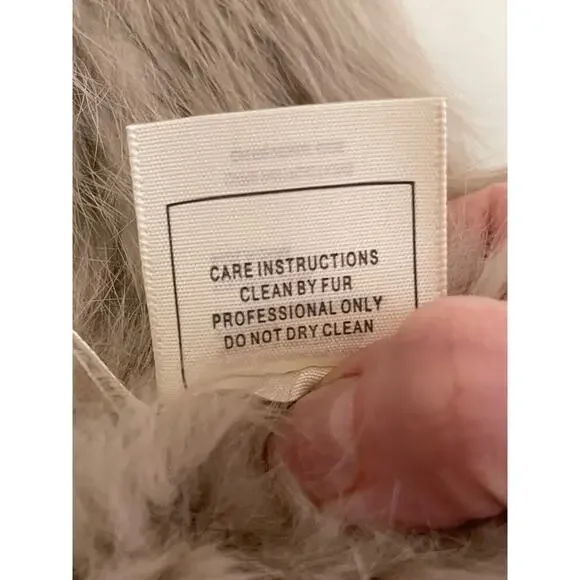 CARE INSTRUCTIONS
CLEAN BY FUR
PROFESSIONAL ONLY
DO NOT DRY CLEAN